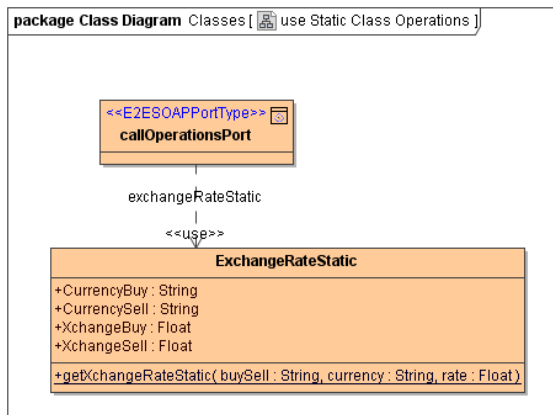 package Class Diagram Classes [ use Static Class Operations ]
<<E2ESOAPPortType>>
callOperationsPort
exchangeRateStatic
<<use>>
ExchangeRateStatic
+CurrencyBuy : String
+CurrencySell : String
+XchangeBuy : Float
+XchangeSell : Float
+getXchangeRateStatic( buySell : String, currency : String, rate : Float )